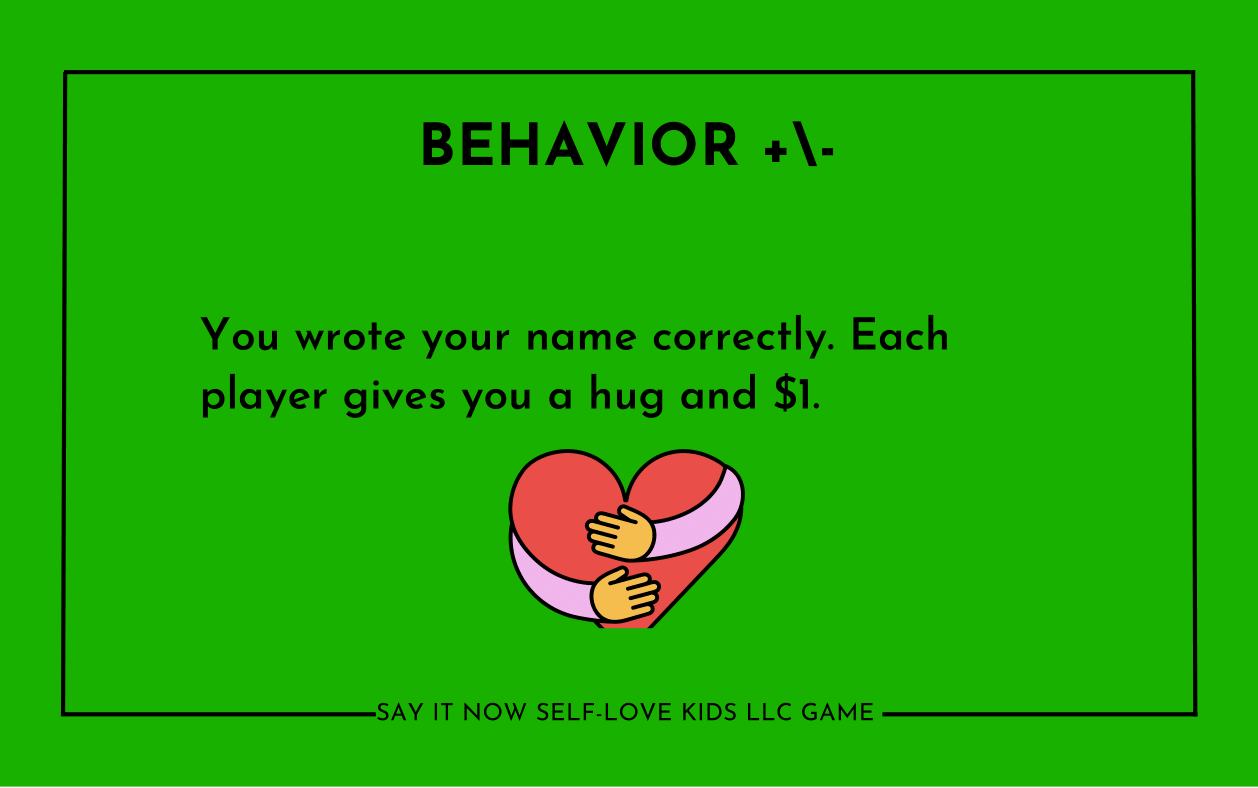 BEHAVIOR +\-
You wrote your name correctly. Each
player gives you a hug and $1.
SAY IT NOW SELF-LOVE KIDS LLC GAME